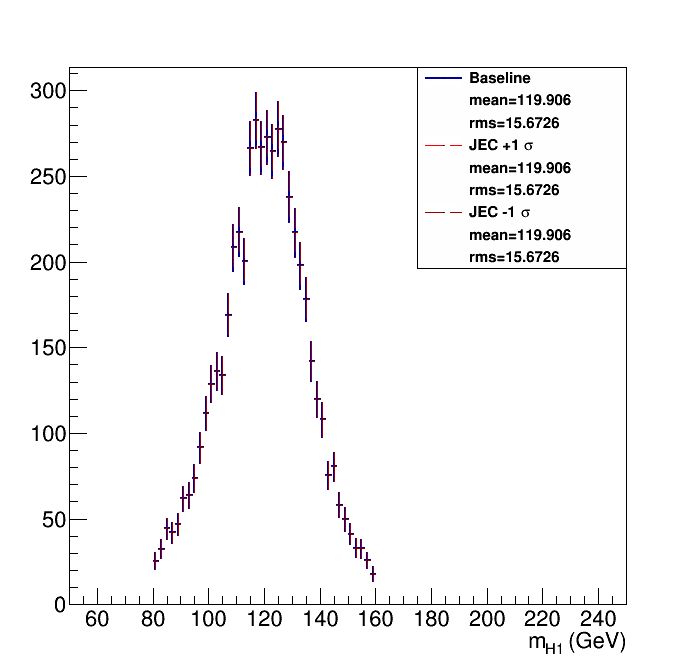 Baseline
mean=119.906
rms=15.6726
JEC +1 σ
mean=119.906
rms=15.6726
JEC -1 σ
mean=119.906
rms=15.6726
300
250
200
150
100
50
0
60 80 100 120 140 160 180 200 220 240
m_H1 (GeV)